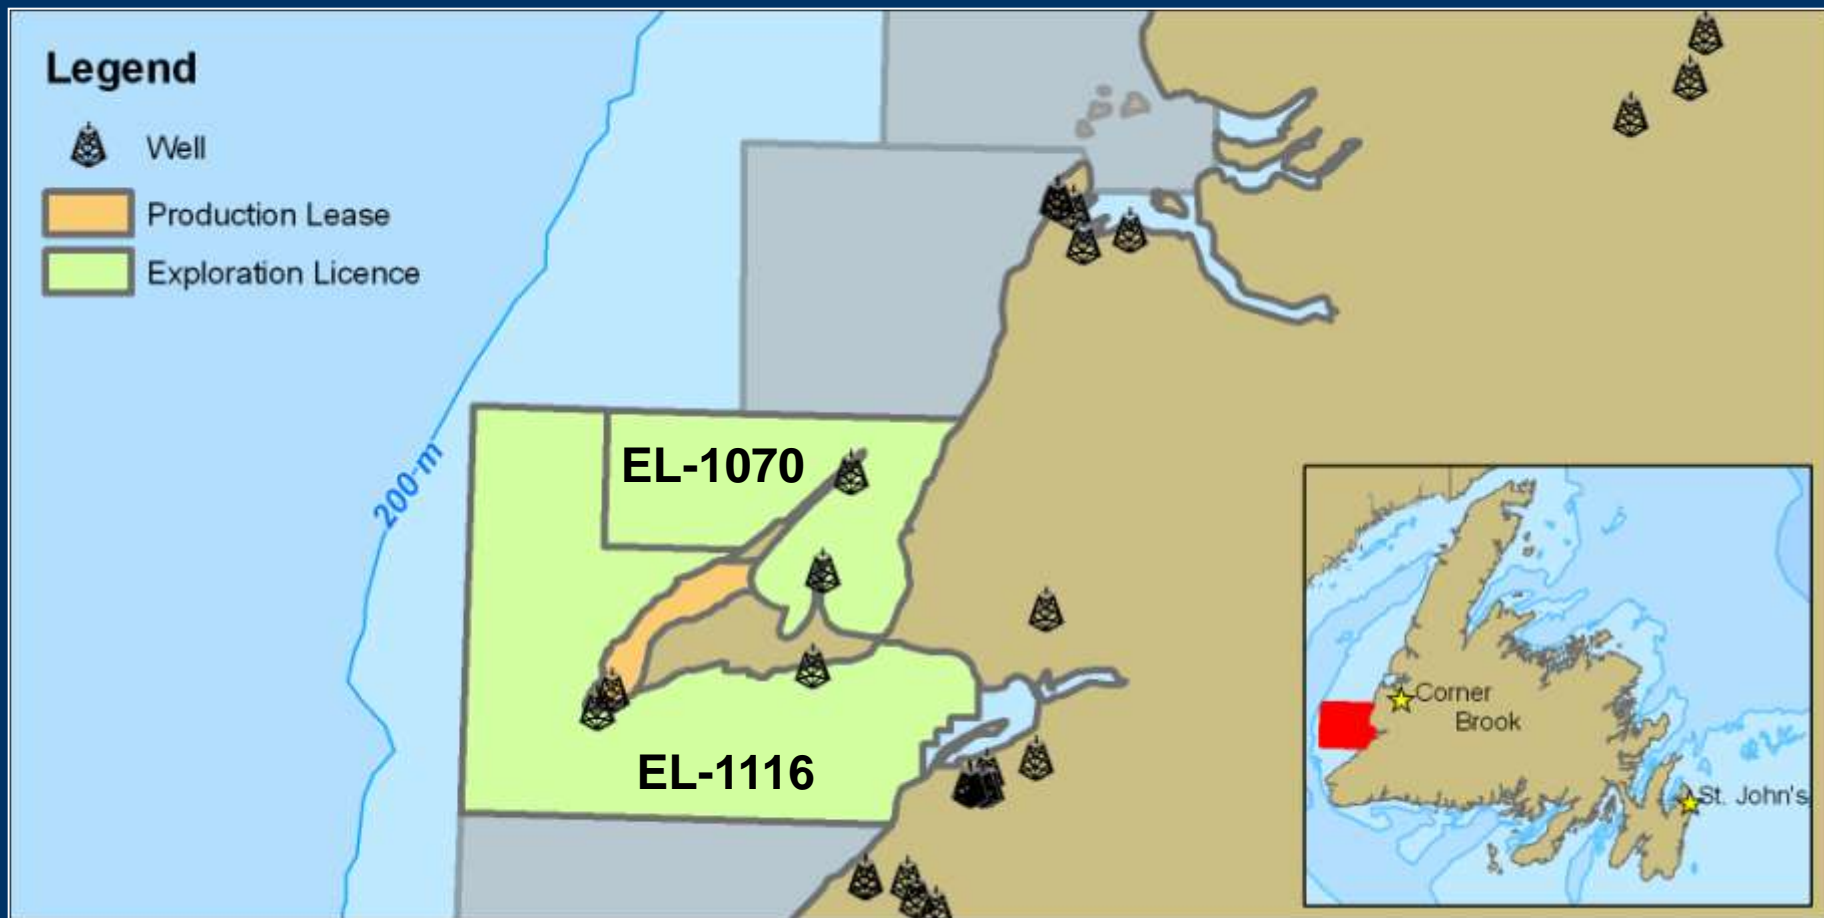 Legend
Well
Production Lease
Exploration Licence
200-m
EL-1070
EL-1116
Corner
Brook
St. John's